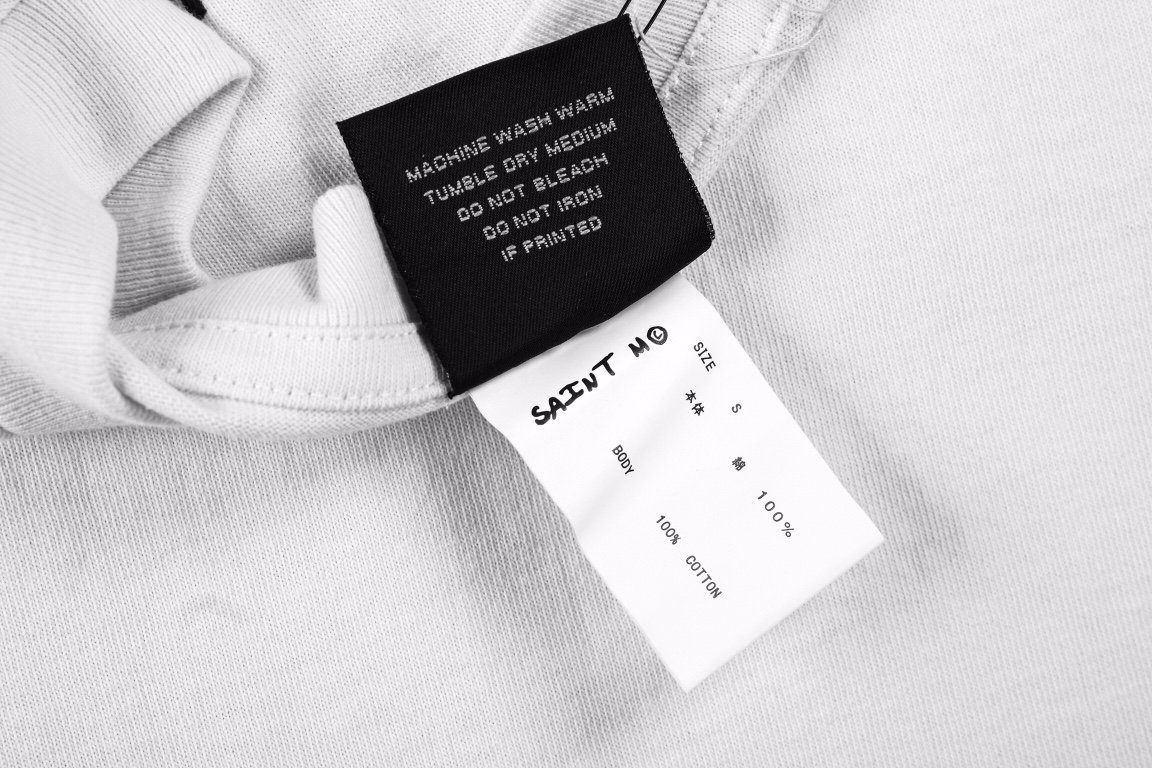 MACHINE WASH WARM
TUMBLE DRY MEDIUM
DO NOT BLEACH
DO NOT IRON
IF PRINTED
SAINT M©
SIZE S
本体 綿 100%
BODY 100% COTTON